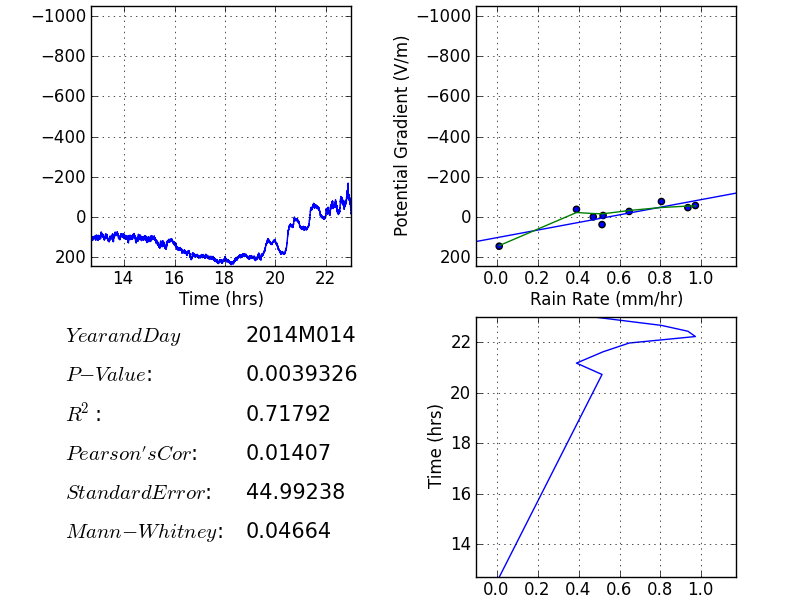 −1000
−800
−600
−400
−200
0
200
14 16 18 20 22
Time (hrs)
Potential Gradient (V/m)
−1000
−800
−600
−400
−200
0
200
0.0 0.2 0.4 0.6 0.8 1.0
Rain Rate (mm/hr)
YearandDay 2014M014
P−Value: 0.0039326
R²: 0.71792
Pearson'sCor: 0.01407
StandardError: 44.99238
Mann−Whitney: 0.04664
Time (hrs)
22
20
18
16
14
0.0 0.2 0.4 0.6 0.8 1.0